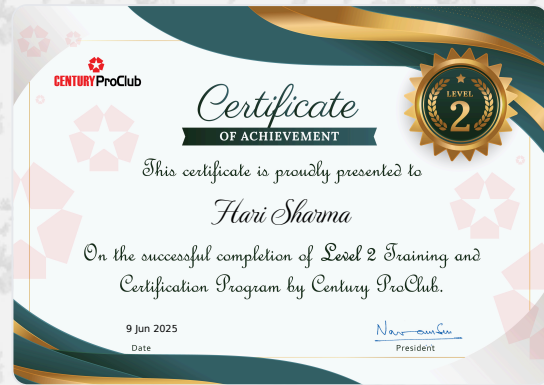 CENTURY ProClub
LEVEL
2
Certificate
OF ACHIEVEMENT
This certificate is proudly presented to
Hari Sharma
On the successful completion of Level 2 Training and
Certification Program by Century ProClub.
9 Jun 2025
Date
President